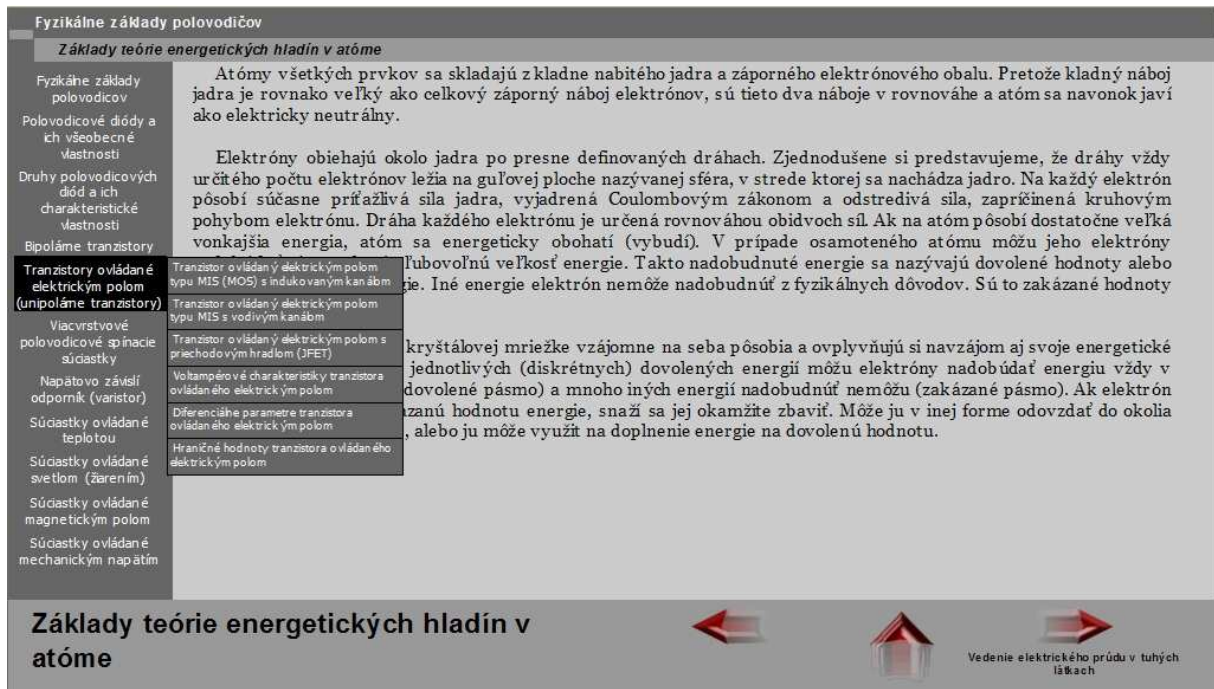 Fyzikálne základy polovodičov
Základy teórie energetických hladín v atóme
Fyzikálne základy
polovodicov
Polovodicové diódy a
ich všeobecné
vlastnosti
Druhy polovodicových
diód a ich
charakteristické
vlastnosti
Bipolárne tranzistory
Tranzistory ovládané
elektrickým polom
(unipolárne tranzistory)
Viacvrstvové
polovodicové spínacie
súciastky
Napätovo závislí
odporník (varistor)
Súciastky ovládané
teplotou
Súciastky ovládané
svetlom (žiarením)
Súciastky ovládané
magnetickým polom
Súciastky ovládané
mechanickým napätím
Tranzistor ovládaný elektrickým polom
typu MIS (MOS) s indukovaným kanálom
Tranzistor ovládaný elektrickým polom
typu MIS s vodivým kanálom
Tranzistor ovládaný elektrickým polom s
priechodovým hradlom (JFET)
Voltampérové charakteristiky tranzistora
ovládaného elektrickým polom
Diferenciálne parametre tranzistora
ovládaného elektrickým polom
Hraničné hodnoty tranzistora ovládaného
elektrickým polom
Atómy všetkých prvkov sa skladajú z kladne nabitého jadra a záporného elektrónového obalu. Pretože kladný náboj
jadra je rovnako veľký ako celkový záporný náboj elektrónov, sú tieto dva náboje v rovnováhe a atóm sa navonok javí
ako elektricky neutrálny.
Elektróny obiehajú okolo jadra po presne definovaných dráhach. Zjednodušene si predstavujeme, že dráhy vždy
určitého počtu elektrónov ležia na guľovej ploche nazývanej sféra, v strede ktorej sa nachádza jadro. Na každý elektrón
pôsobí súčasne príťažlivá sila jadra, vyjadrená Coulombovým zákonom a odstredivá sila, zapríčinená kruhovým
pohybom elektrónu. Dráha každého elektrónu je určená rovnováhou obidvoch síl. Ak na atóm pôsobí dostatočne veľká
vonkajšia energia, atóm sa energeticky obohatí (vybudí). V prípade osamoteného atómu môžu jeho elektróny
ľubovoľnú veľkosť energie. Takto nadobudnuté energie sa nazývajú dovolené hodnoty alebo
gie. Iné energie elektrón nemôže nadobudnúť z fyzikálnych dôvodov. Sú to zakázané hodnoty
kryštálovej mriežke vzájomne na seba pôsobia a ovplyvňujú si navzájom aj svoje energetické
jednotlivých (diskrétnych) dovolených energií môžu elektróny nadobúdať energiu vždy v
dovolené pásmo) a mnoho iných energií nadobudnúť nemôžu (zakázané pásmo). Ak elektrón
zanú hodnotu energie, snaží sa jej okamžite zbaviť. Môže ju v inej forme odovzdať do okolia
, alebo ju môže využit na doplnenie energie na dovolenú hodnotu.
Základy teórie energetických hladín v
atóme
Vedenie elektrického prúdu v tuhých
látkach